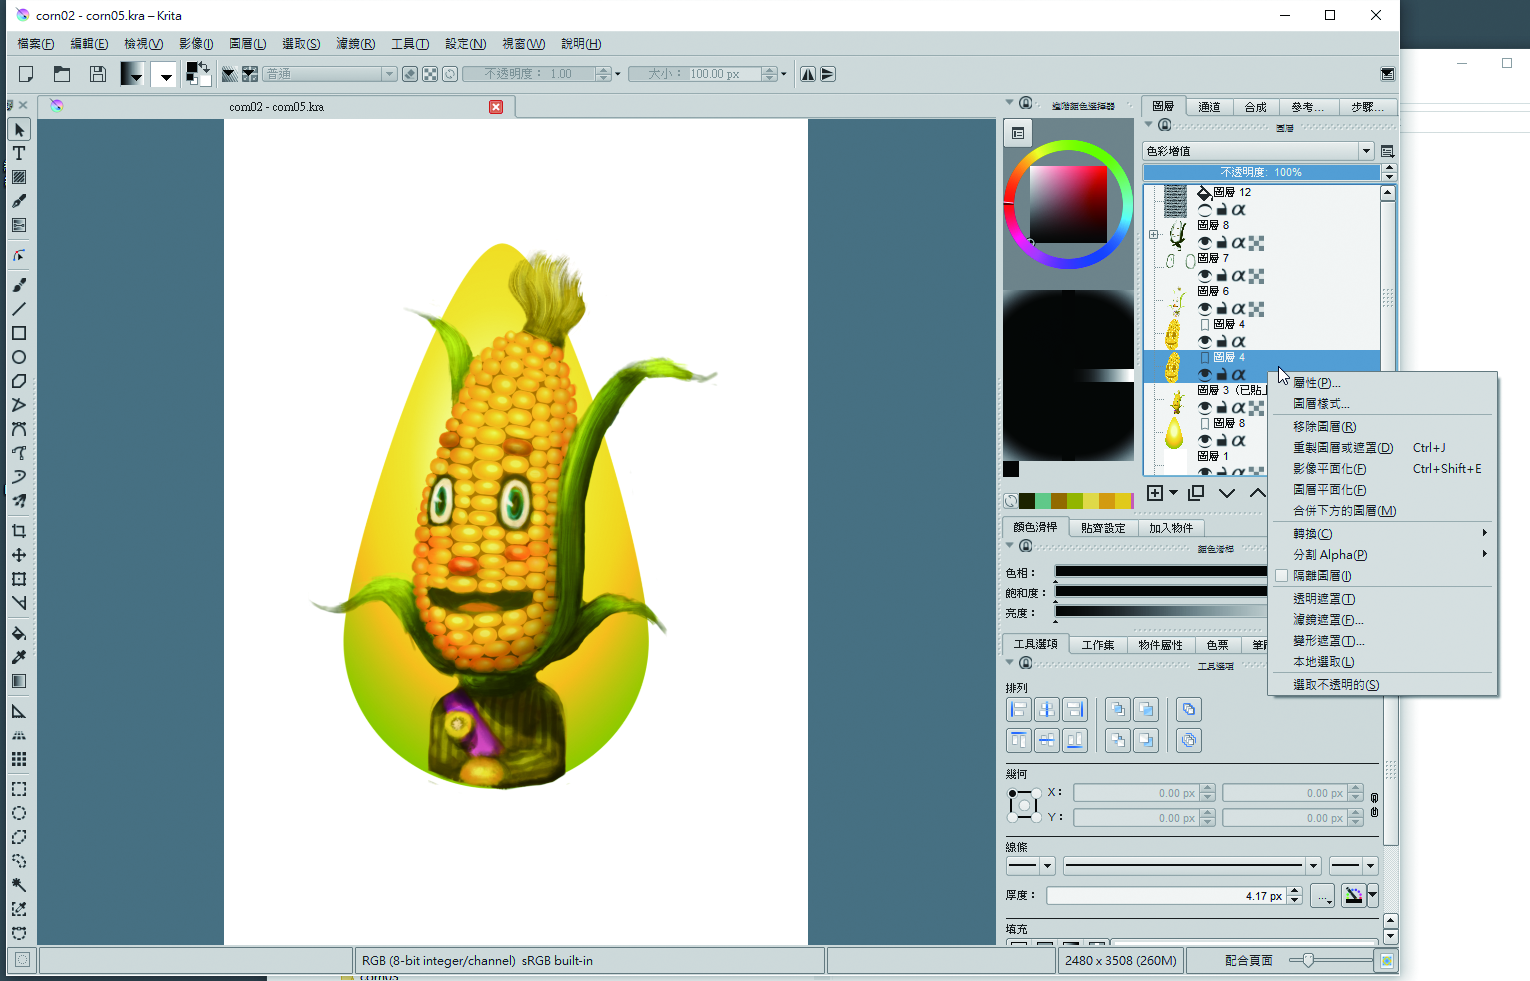 corn02 - corn05.kra – Krita
檔案(F) 編輯(E) 檢視(V) 影像(I) 圖層(L) 選取(S) 濾鏡(R) 工具(T) 設定(N) 視窗(W) 說明(H)
普通 不透明度： 1.00 大小： 100.00 px
corn02 - corn05.kra
進階顏色選擇器
圖層 通道 合成 參考... 步驟...
圖層
色彩增值
不透明度: 100%
圖層 12
圖層 8
圖層 7
圖層 6
圖層 4
圖層 4
圖層 3（已貼上
圖層 8
圖層 1
屬性(P)...
圖層樣式...
移除圖層(R)
重製圖層或遮罩(D) Ctrl+J
影像平面化(F) Ctrl+Shift+E
圖層平面化(F)
合併下方的圖層(M)
轉換(C)
分割 Alpha(P)
隔離圖層(I)
透明遮罩(T)
濾鏡遮罩(F)...
變形遮罩(T)...
本地選取(L)
選取不透明的(S)
顏色滑桿 貼齊設定 加入物件
顏色滑桿
色相：
飽和度：
亮度：
工具選項 工作集 物件屬性 色票
工具選項
排列
幾何
X： 0.00 px 0.00 px
Y： 0.00 px 0.00 px
線條
厚度： 4.17 px ...
填充
RGB (8-bit integer/channel) sRGB built-in 2480 x 3508 (260M) 配合頁面